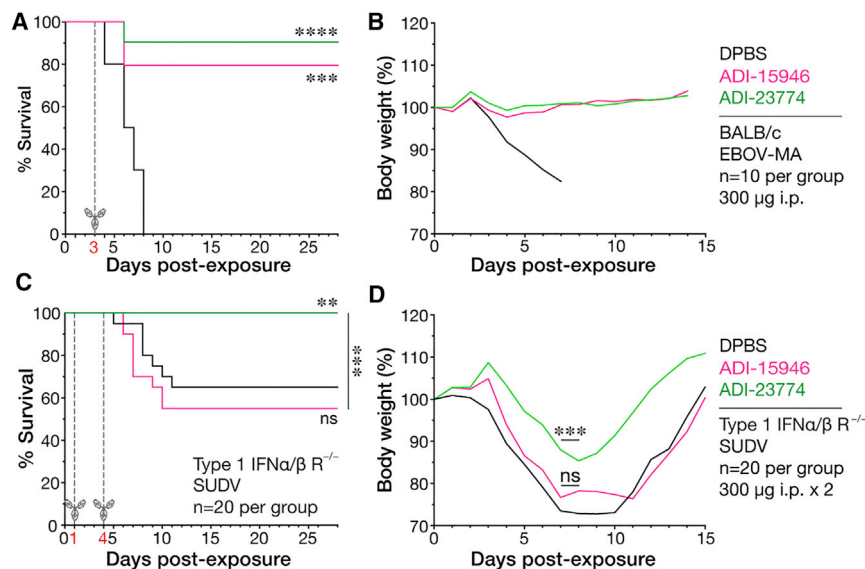 A
% Survival
100
80
60
40
20
0
****
***
0 3 5 10 15 20 25
Days post-exposure
B
Body weight (%)
120
110
100
90
80
70
0 5 10 15
Days post-exposure
DPBS
ADI-15946
ADI-23774
BALB/c
EBOV-MA
n=10 per group
300 µg i.p.
C
% Survival
100
80
60
40
20
0
**
***
ns
Type 1 IFNα/β R⁻/⁻
SUDV
n=20 per group
0 1 4 5 10 15 20 25
Days post-exposure
D
Body weight (%)
120
110
100
90
80
70
***
ns
0 5 10 15
Days post-exposure
DPBS
ADI-15946
ADI-23774
Type 1 IFNα/β R⁻/⁻
SUDV
n=20 per group
300 µg i.p. x 2